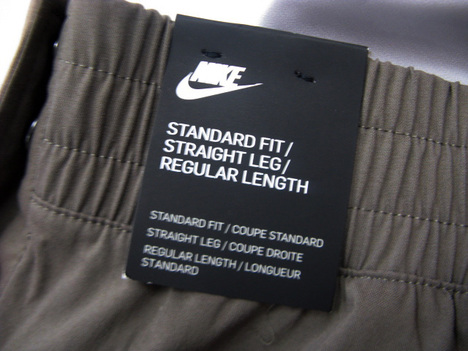 NIKE
STANDARD FIT/
STRAIGHT LEG/
REGULAR LENGTH
STANDARD FIT / COUPE STANDARD
STRAIGHT LEG / COUPE DROITE
REGULAR LENGTH / LONGUEUR
STANDARD